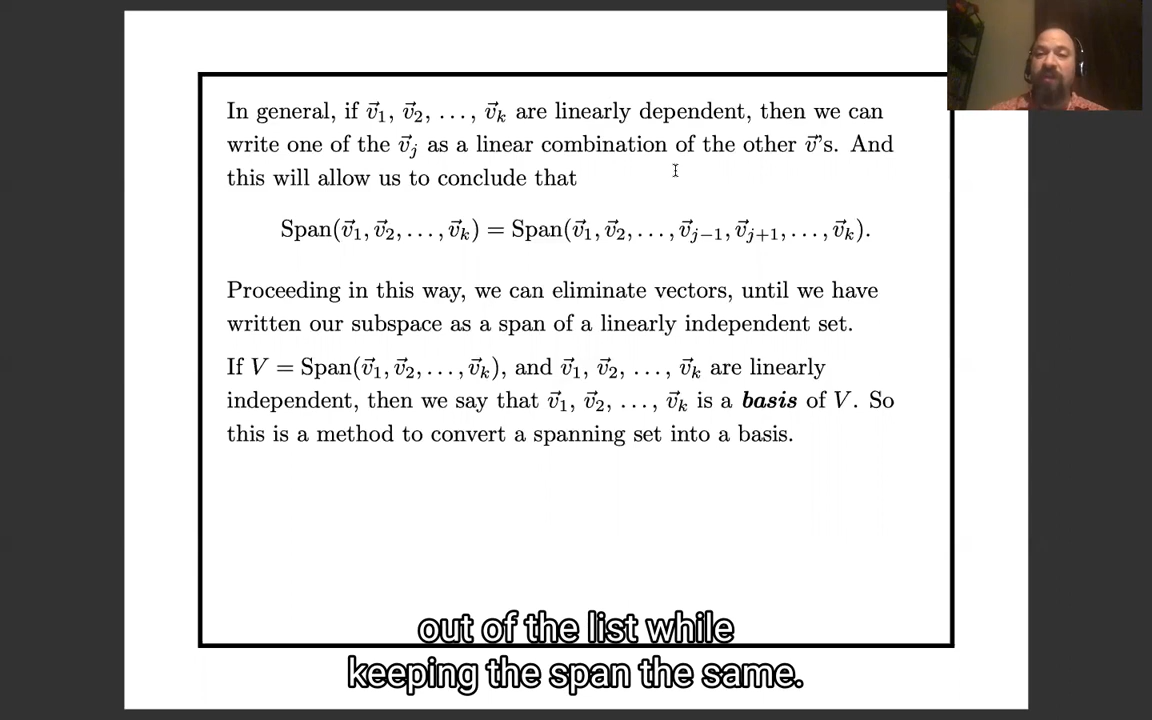 In general, if v⃗₁, v⃗₂, …, v⃗ₖ are linearly dependent, then we can
write one of the v⃗ⱼ as a linear combination of the other v⃗'s. And
this will allow us to conclude that
Span(v⃗₁, v⃗₂, …, v⃗ₖ) = Span(v⃗₁, v⃗₂, …, v⃗ⱼ₋₁, v⃗ⱼ₊₁, …, v⃗ₖ).
Proceeding in this way, we can eliminate vectors, until we have
written our subspace as a span of a linearly independent set.
If V = Span(v⃗₁, v⃗₂, …, v⃗ₖ), and v⃗₁, v⃗₂, …, v⃗ₖ are linearly
independent, then we say that v⃗₁, v⃗₂, …, v⃗ₖ is a basis of V. So
this is a method to convert a spanning set into a basis.
out of the list while
keeping the span the same.